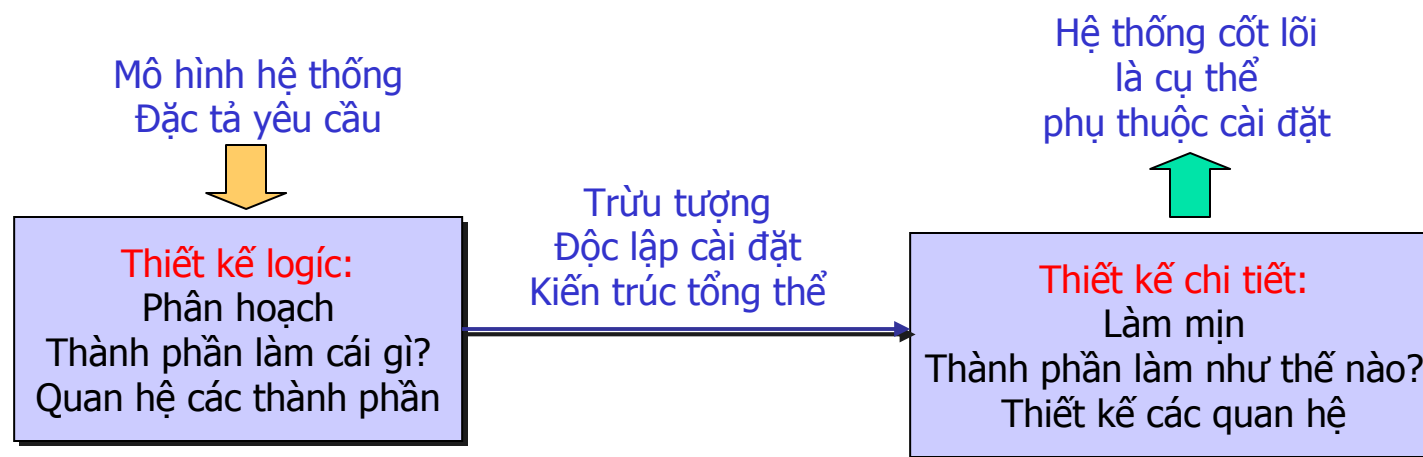 Mô hình hệ thống
Đặc tả yêu cầu
Thiết kế logíc:
Phân hoạch
Thành phần làm cái gì?
Quan hệ các thành phần
Trừu tượng
Độc lập cài đặt
Kiến trúc tổng thể
Hệ thống cốt lõi
là cụ thể
phụ thuộc cài đặt
Thiết kế chi tiết:
Làm mịn
Thành phần làm như thế nào?
Thiết kế các quan hệ